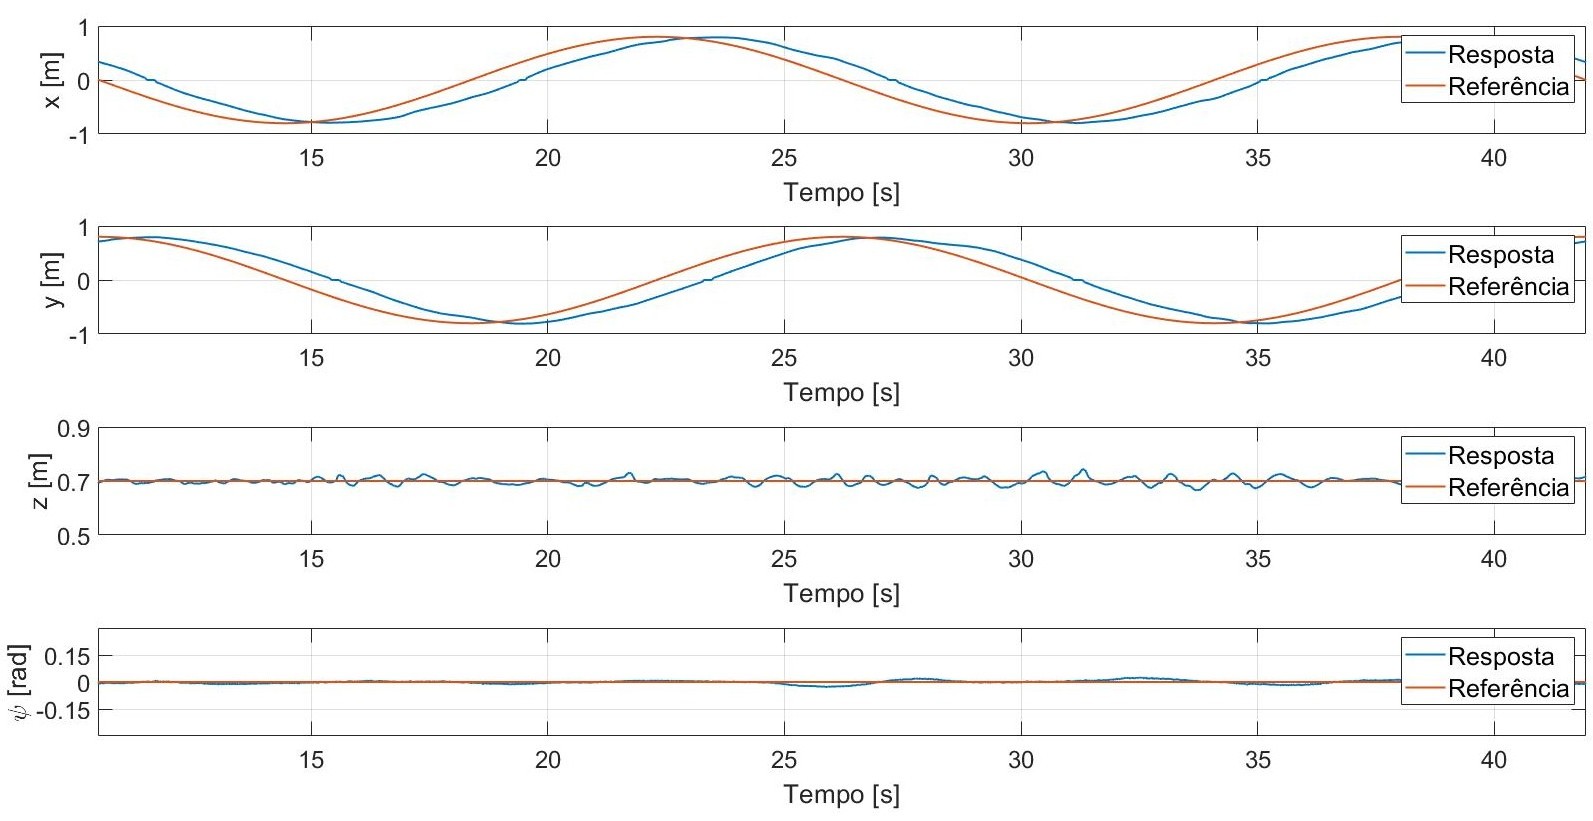 1
0
-1
x [m]
Resposta
Referência
15 20 25 30 35 40
Tempo [s]
1
0
-1
y [m]
Resposta
Referência
15 20 25 30 35 40
Tempo [s]
0.9
0.7
0.5
z [m]
Resposta
Referência
15 20 25 30 35 40
Tempo [s]
0.15
0
-0.15
ψ [rad]
Resposta
Referência
15 20 25 30 35 40
Tempo [s]